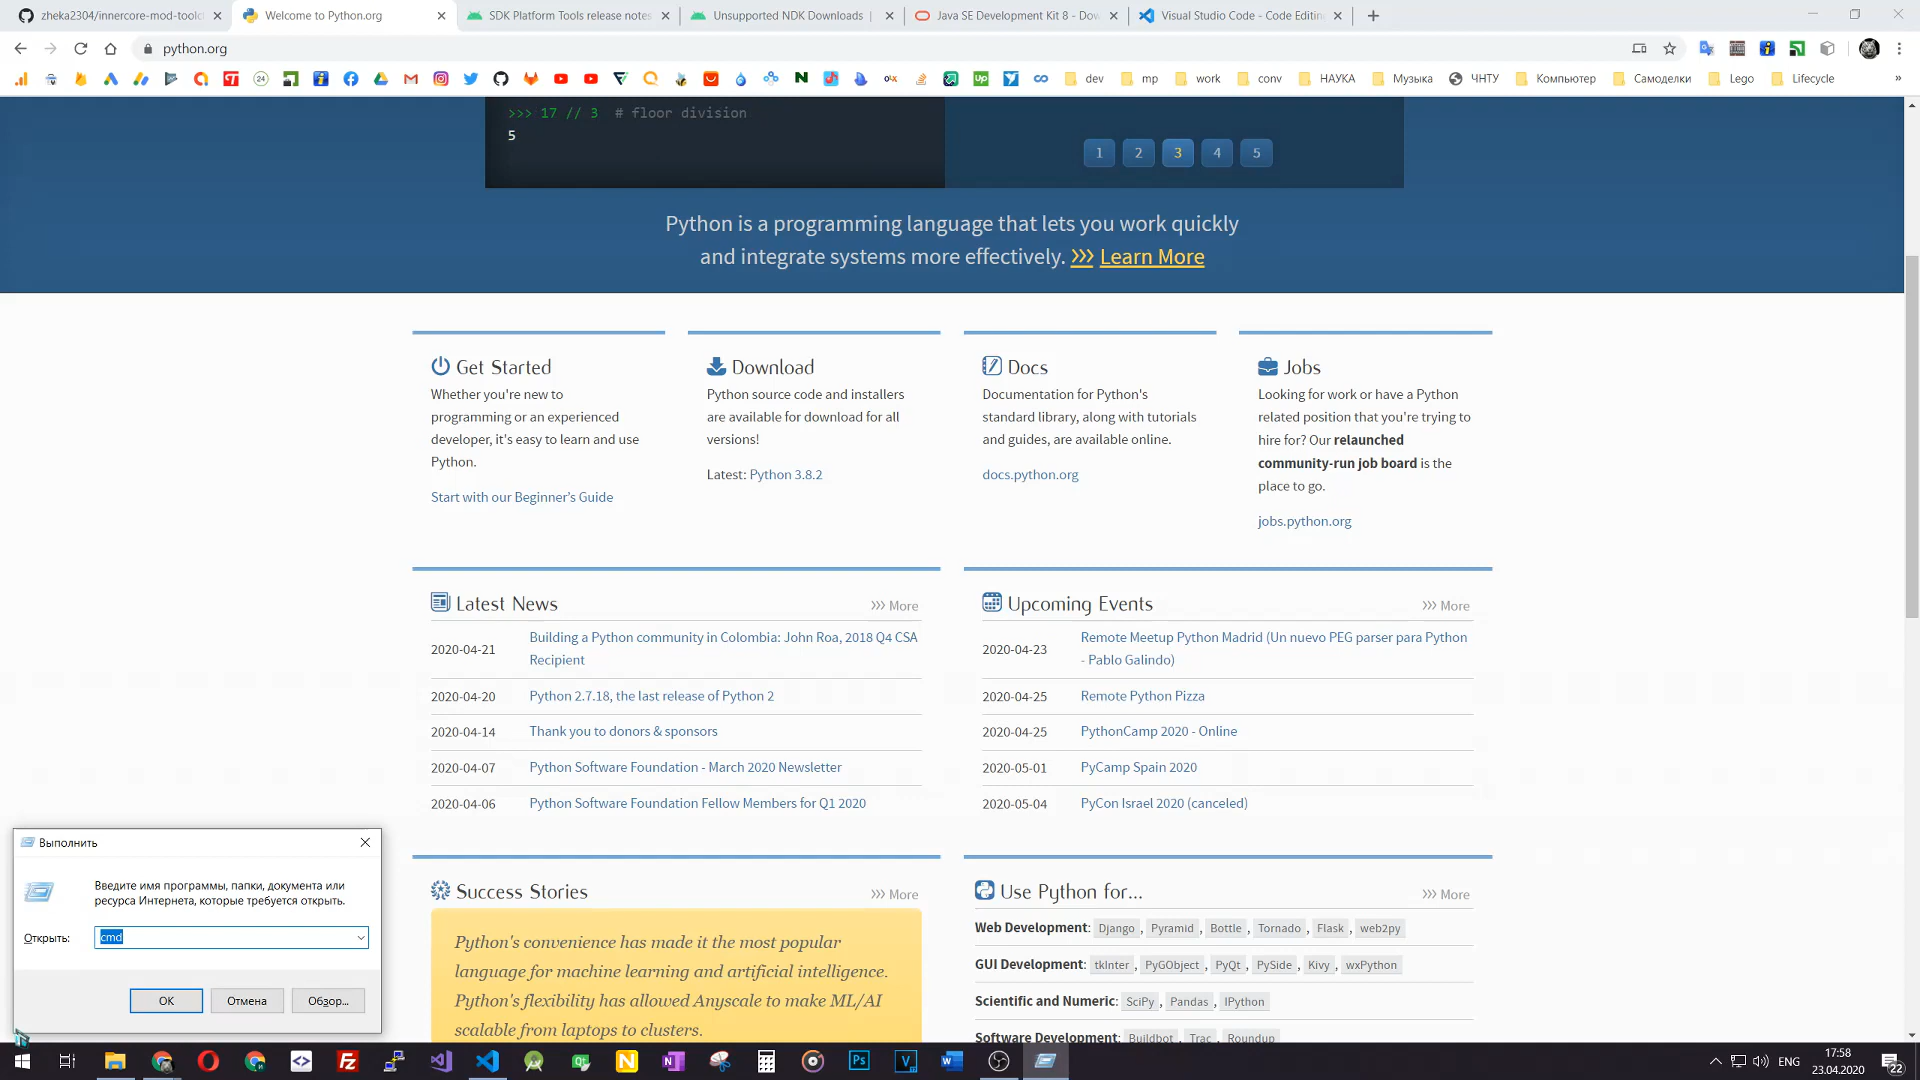 zheka2304/innercore-mod-toolc
Welcome to Python.org
SDK Platform Tools release notes
Unsupported NDK Downloads |
Java SE Development Kit 8 - Dow
Visual Studio Code - Code Editin
python.org
dev
mp
work
conv
НАУКА
Музыка
ЧНТУ
Компьютер
Самоделки
Lego
Lifecycle
»
>>> 17 // 3 # floor division
5
1 2 3 4 5
Python is a programming language that lets you work quickly
and integrate systems more effectively. >>> Learn More
Get Started
Whether you're new to
programming or an experienced
developer, it's easy to learn and use
Python.
Start with our Beginner's Guide
Download
Python source code and installers
are available for download for all
versions!
Latest: Python 3.8.2
Docs
Documentation for Python's
standard library, along with tutorials
and guides, are available online.
docs.python.org
Jobs
Looking for work or have a Python
related position that you're trying to
hire for? Our relaunched
community-run job board is the
place to go.
jobs.python.org
Latest News
>>> More
2020-04-21 Building a Python community in Colombia: John Roa, 2018 Q4 CSA
Recipient
2020-04-20 Python 2.7.18, the last release of Python 2
2020-04-14 Thank you to donors & sponsors
2020-04-07 Python Software Foundation - March 2020 Newsletter
2020-04-06 Python Software Foundation Fellow Members for Q1 2020
Upcoming Events
>>> More
2020-04-23 Remote Meetup Python Madrid (Un nuevo PEG parser para Python
- Pablo Galindo)
2020-04-25 Remote Python Pizza
2020-04-25 PythonCamp 2020 - Online
2020-05-01 PyCamp Spain 2020
2020-05-04 PyCon Israel 2020 (canceled)
Success Stories
>>> More
Python's convenience has made it the most popular
language for machine learning and artificial intelligence.
Python's flexibility has allowed Anyscale to make ML/AI
scalable from laptops to clusters.
Use Python for...
>>> More
Web Development: Django, Pyramid, Bottle, Tornado, Flask, web2py
GUI Development: tkInter, PyGObject, PyQt, PySide, Kivy, wxPython
Scientific and Numeric: SciPy, Pandas, IPython
Software Development: Buildbot, Trac, Roundup
Выполнить
Введите имя программы, папки, документа или
ресурса Интернета, которые требуется открыть.
Открыть: cmd
OK
Отмена
Обзор...
ENG
17:58
23.04.2020
22